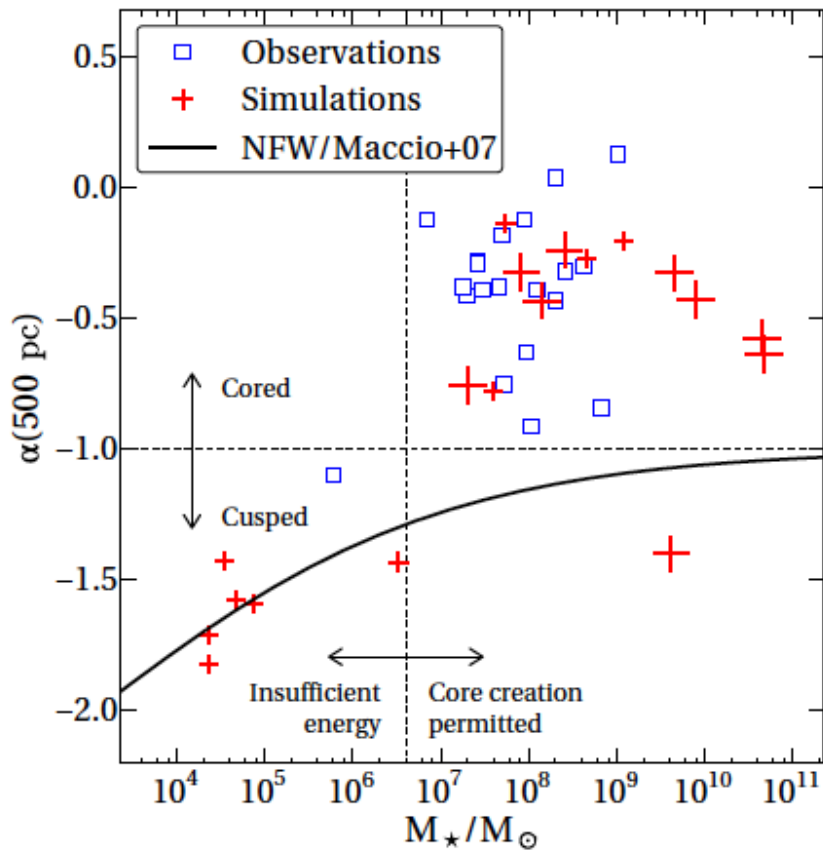 Observations
Simulations
NFW/Maccio+07
0.5
0.0
−0.5
−1.0
−1.5
−2.0
α(500 pc)
Cored
Cusped
Insufficient energy
Core creation permitted
10⁴ 10⁵ 10⁶ 10⁷ 10⁸ 10⁹ 10¹⁰ 10¹¹
M⋆/M⊙